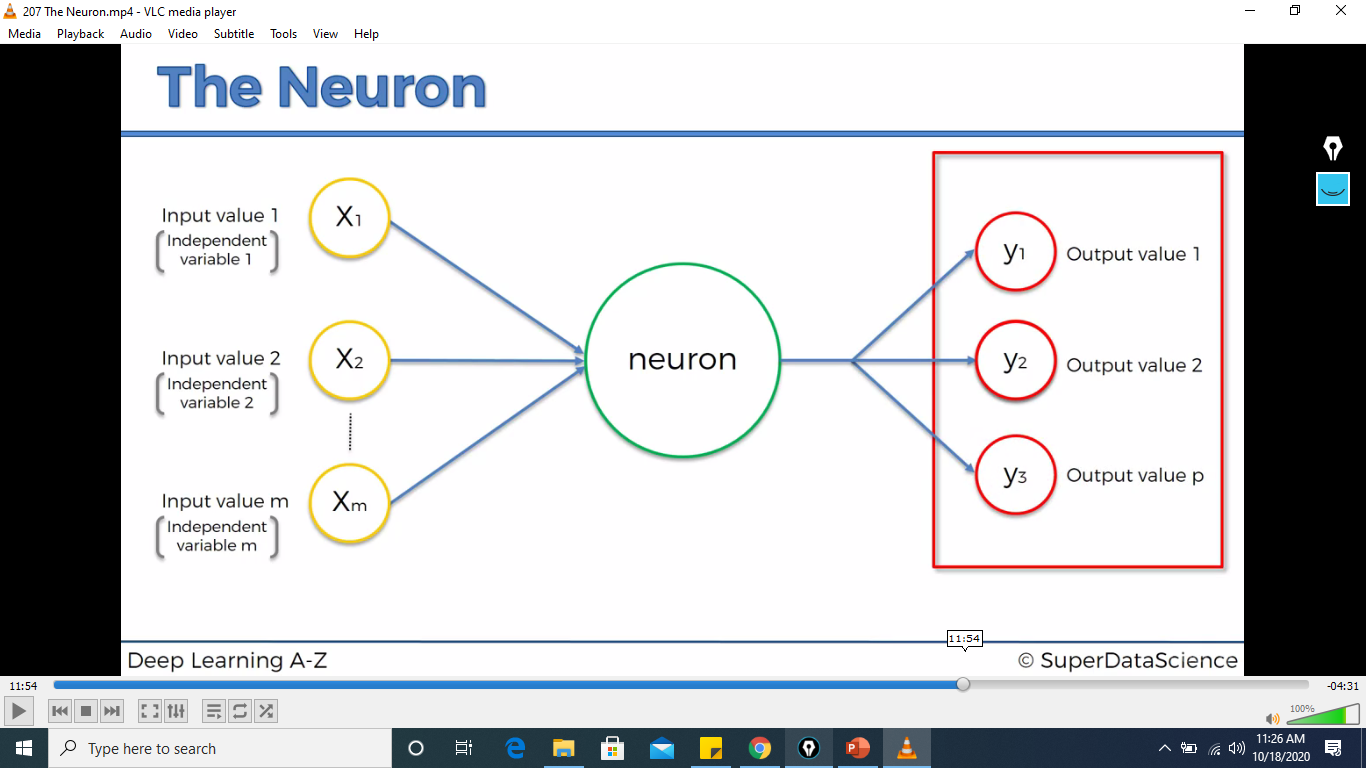 207 The Neuron.mp4 - VLC media player
Media Playback Audio Video Subtitle Tools View Help
The Neuron
Input value 1
Independent
variable 1
X1
Input value 2
Independent
variable 2
X2
Input value m
Independent
variable m
Xm
neuron
y1
Output value 1
y2
Output value 2
y3
Output value p
11:54
Deep Learning A-Z
© SuperDataScience
11:54
-04:31
100%
Type here to search
11:26 AM
10/18/2020